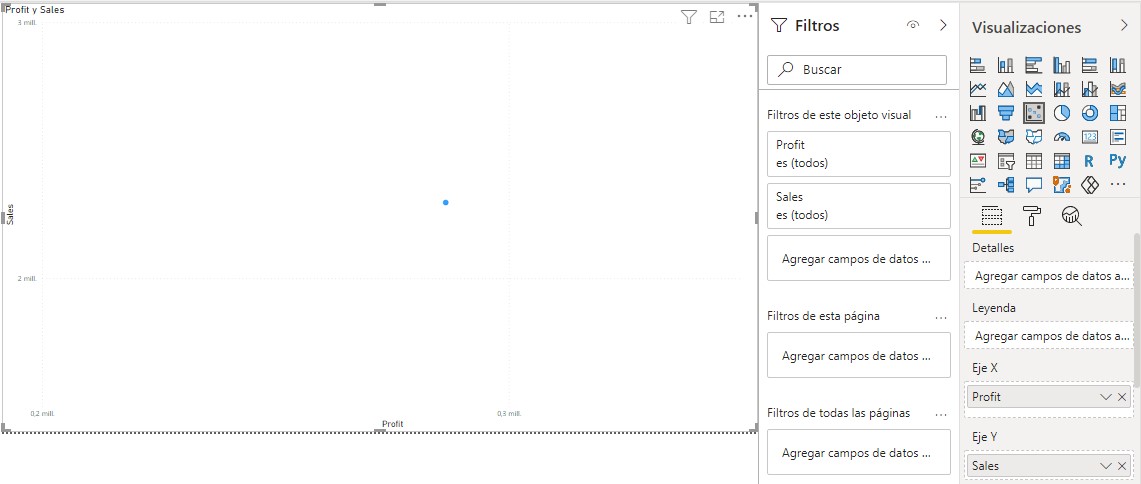 Profit y Sales
3 mill.
Sales
2 mill.
0,2 mill.
0,3 mill.
Profit
Filtros
Buscar
Filtros de este objeto visual
...
Profit
es (todos)
Sales
es (todos)
Agregar campos de datos ...
Filtros de esta página
...
Agregar campos de datos ...
Filtros de todas las páginas
...
Agregar campos de datos ...
Visualizaciones
123
R
Py
...
Detalles
Agregar campos de datos a...
Leyenda
Agregar campos de datos a...
Eje X
Profit
Eje Y
Sales